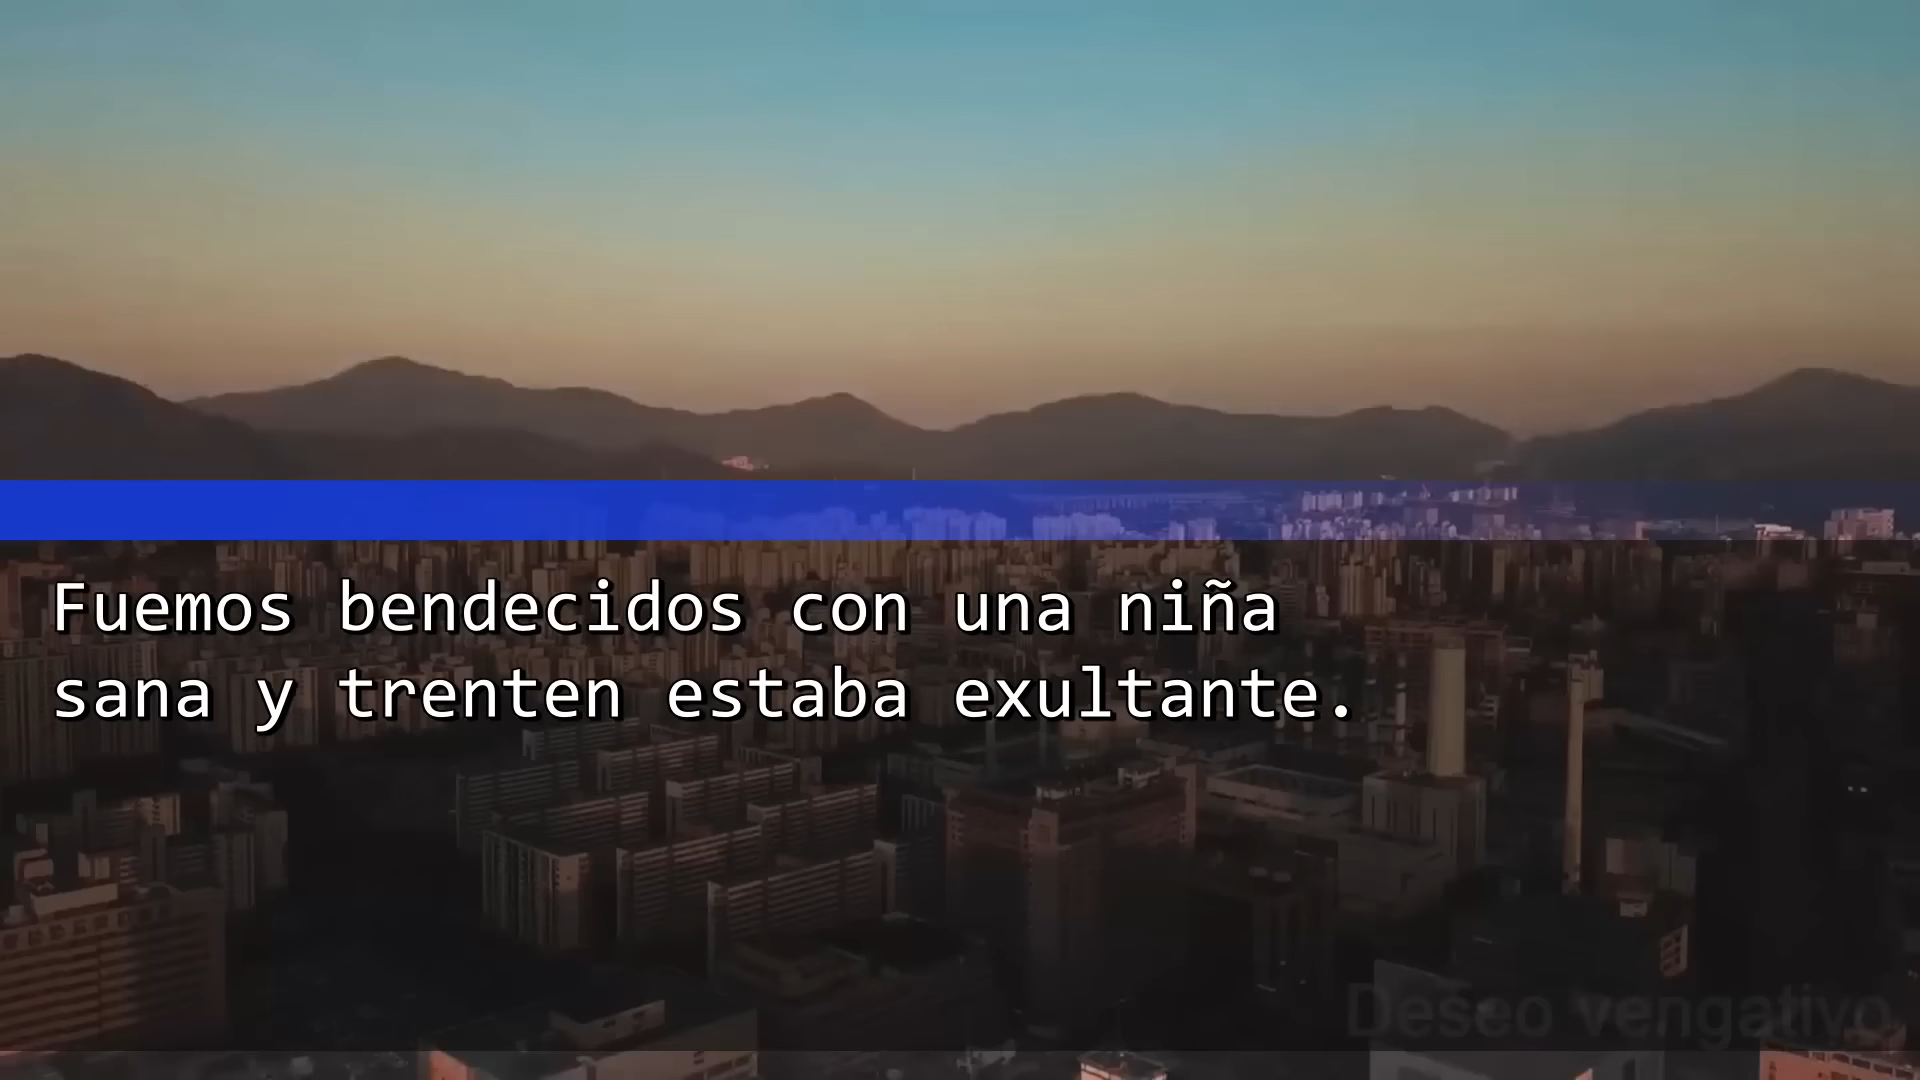 Fuemos bendecidos con una niña
sana y trenten estaba exultante.
Deseo vengativo